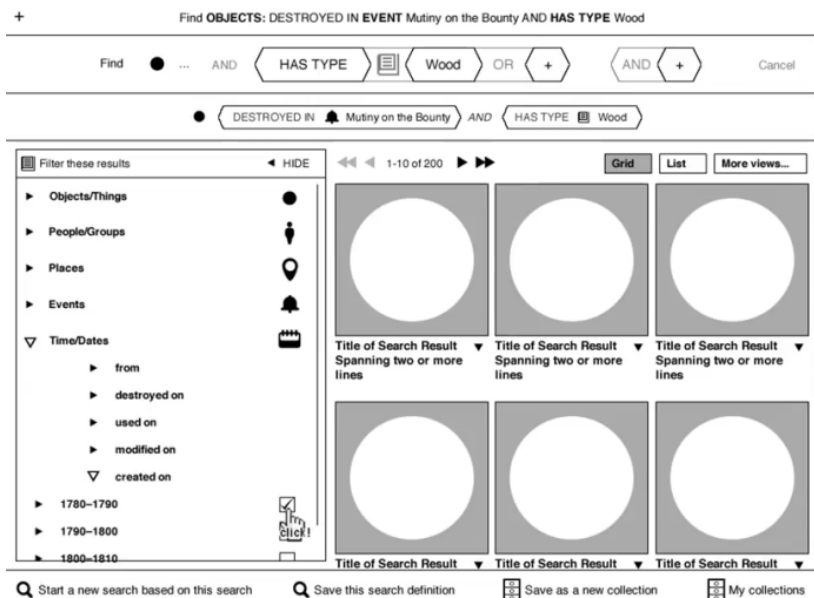 + Find OBJECTS: DESTROYED IN EVENT Mutiny on the Bounty AND HAS TYPE Wood
Find ... AND HAS TYPE Wood OR + AND + Cancel
DESTROYED IN Mutiny on the Bounty AND HAS TYPE Wood
Filter these results HIDE
1-10 of 200 Grid List More views...
Objects/Things
People/Groups
Places
Events
Time/Dates
from
destroyed on
used on
modified on
created on
1780–1790
click!
1790–1800
1800–1810
Title of Search Result
Spanning two or more
lines
Title of Search Result
Spanning two or more
lines
Title of Search Result
Spanning two or more
lines
Title of Search Result
Title of Search Result
Title of Search Result
Start a new search based on this search
Save this search definition
Save as a new collection
My collections